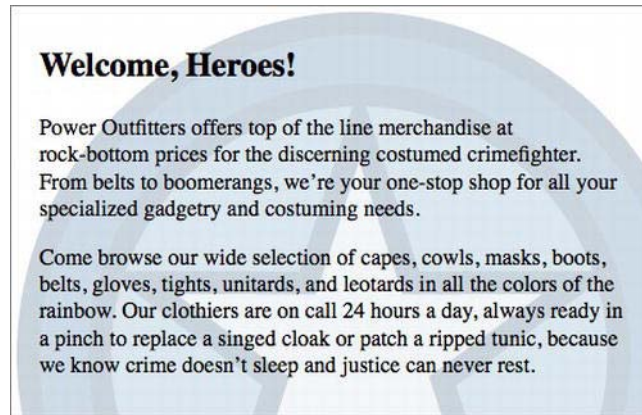 Welcome, Heroes!
Power Outfitters offers top of the line merchandise at
rock-bottom prices for the discerning costumed crimefighter.
From belts to boomerangs, we’re your one-stop shop for all your
specialized gadgetry and costuming needs.
Come browse our wide selection of capes, cowls, masks, boots,
belts, gloves, tights, unitards, and leotards in all the colors of the
rainbow. Our clothiers are on call 24 hours a day, always ready in
a pinch to replace a singed cloak or patch a ripped tunic, because
we know crime doesn’t sleep and justice can never rest.